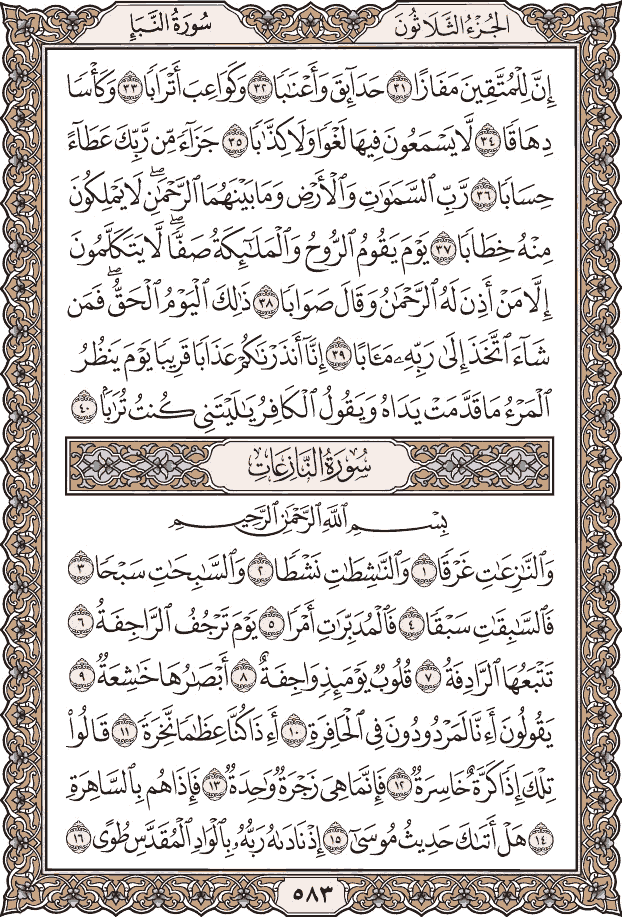 الجُزْءُ الثَّلَاثُونَ
سُورَةُ النَّبَإِ
إِنَّ لِلْمُتَّقِينَ مَفَازًا ٣١ حَدَآئِقَ وَأَعْنَٰبًا ٣٢ وَكَوَاعِبَ أَتْرَابًا ٣٣ وَكَأْسًا
دِهَاقًا ٣٤ لَّا يَسْمَعُونَ فِيهَا لَغْوًا وَلَا كِذَّٰبًا ٣٥ جَزَآءً مِّن رَّبِّكَ عَطَآءً
حِسَابًا ٣٦ رَّبِّ ٱلسَّمَٰوَٰتِ وَٱلْأَرْضِ وَمَا بَيْنَهُمَا ٱلرَّحْمَٰنِ ۖ لَا يَمْلِكُونَ
مِنْهُ خِطَابًا ٣٧ يَوْمَ يَقُومُ ٱلرُّوحُ وَٱلْمَلَٰٓئِكَةُ صَفًّا ۖ لَّا يَتَكَلَّمُونَ
إِلَّا مَنْ أَذِنَ لَهُ ٱلرَّحْمَٰنُ وَقَالَ صَوَابًا ٣٨ ذَٰلِكَ ٱلْيَوْمُ ٱلْحَقُّ ۖ فَمَن
شَآءَ ٱتَّخَذَ إِلَىٰ رَبِّهِۦ مَـَٔابًا ٣٩ إِنَّآ أَنذَرْنَٰكُمْ عَذَابًا قَرِيبًا يَوْمَ يَنظُرُ
ٱلْمَرْءُ مَا قَدَّمَتْ يَدَاهُ وَيَقُولُ ٱلْكَافِرُ يَٰلَيْتَنِى كُنتُ تُرَٰبًۢا ٤٠
سُورَةُ النَّازِعَاتِ
بِسْمِ ٱللَّهِ ٱلرَّحْمَٰنِ ٱلرَّحِيمِ
وَٱلنَّٰزِعَٰتِ غَرْقًا ١ وَٱلنَّٰشِطَٰتِ نَشْطًا ٢ وَٱلسَّٰبِحَٰتِ سَبْحًا ٣
فَٱلسَّٰبِقَٰتِ سَبْقًا ٤ فَٱلْمُدَبِّرَٰتِ أَمْرًا ٥ يَوْمَ تَرْجُفُ ٱلرَّاجِفَةُ ٦
تَتْبَعُهَا ٱلرَّادِفَةُ ٧ قُلُوبٌ يَوْمَئِذٍ وَاجِفَةٌ ٨ أَبْصَٰرُهَا خَٰشِعَةٌ ٩
يَقُولُونَ أَءِنَّا لَمَرْدُودُونَ فِى ٱلْحَافِرَةِ ١٠ أَءِذَا كُنَّا عِظَٰمًا نَّخِرَةً ١١ قَالُوا۟
تِلْكَ إِذًا كَرَّةٌ خَاسِرَةٌ ١٢ فَإِنَّمَا هِىَ زَجْرَةٌ وَٰحِدَةٌ ١٣ فَإِذَا هُم بِٱلسَّاهِرَةِ
١٤ هَلْ أَتَىٰكَ حَدِيثُ مُوسَىٰٓ ١٥ إِذْ نَادَىٰهُ رَبُّهُۥ بِٱلْوَادِ ٱلْمُقَدَّسِ طُوًى ١٦
٥٨٣